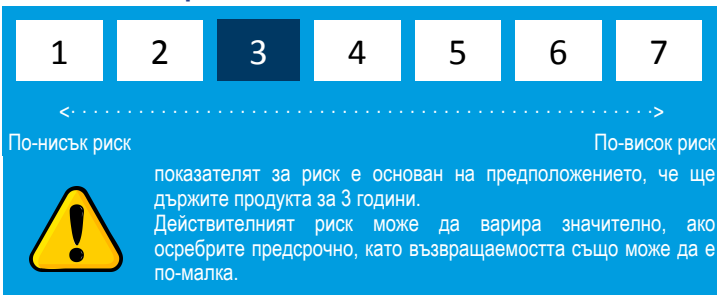 1 2 3 4 5 6 7
<· · · · · · · · · · · · · · · · · · · · · · · · · · · · · · · · · · · · · · · · · · · · · · · · · · · · · ·>
По-нисък риск По-висок риск
показателят за риск е основан на предположението, че ще
държите продукта за 3 години.
Действителният риск може да варира значително, ако
осребрите предсрочно, като възвращаемостта също може да е
по-малка.